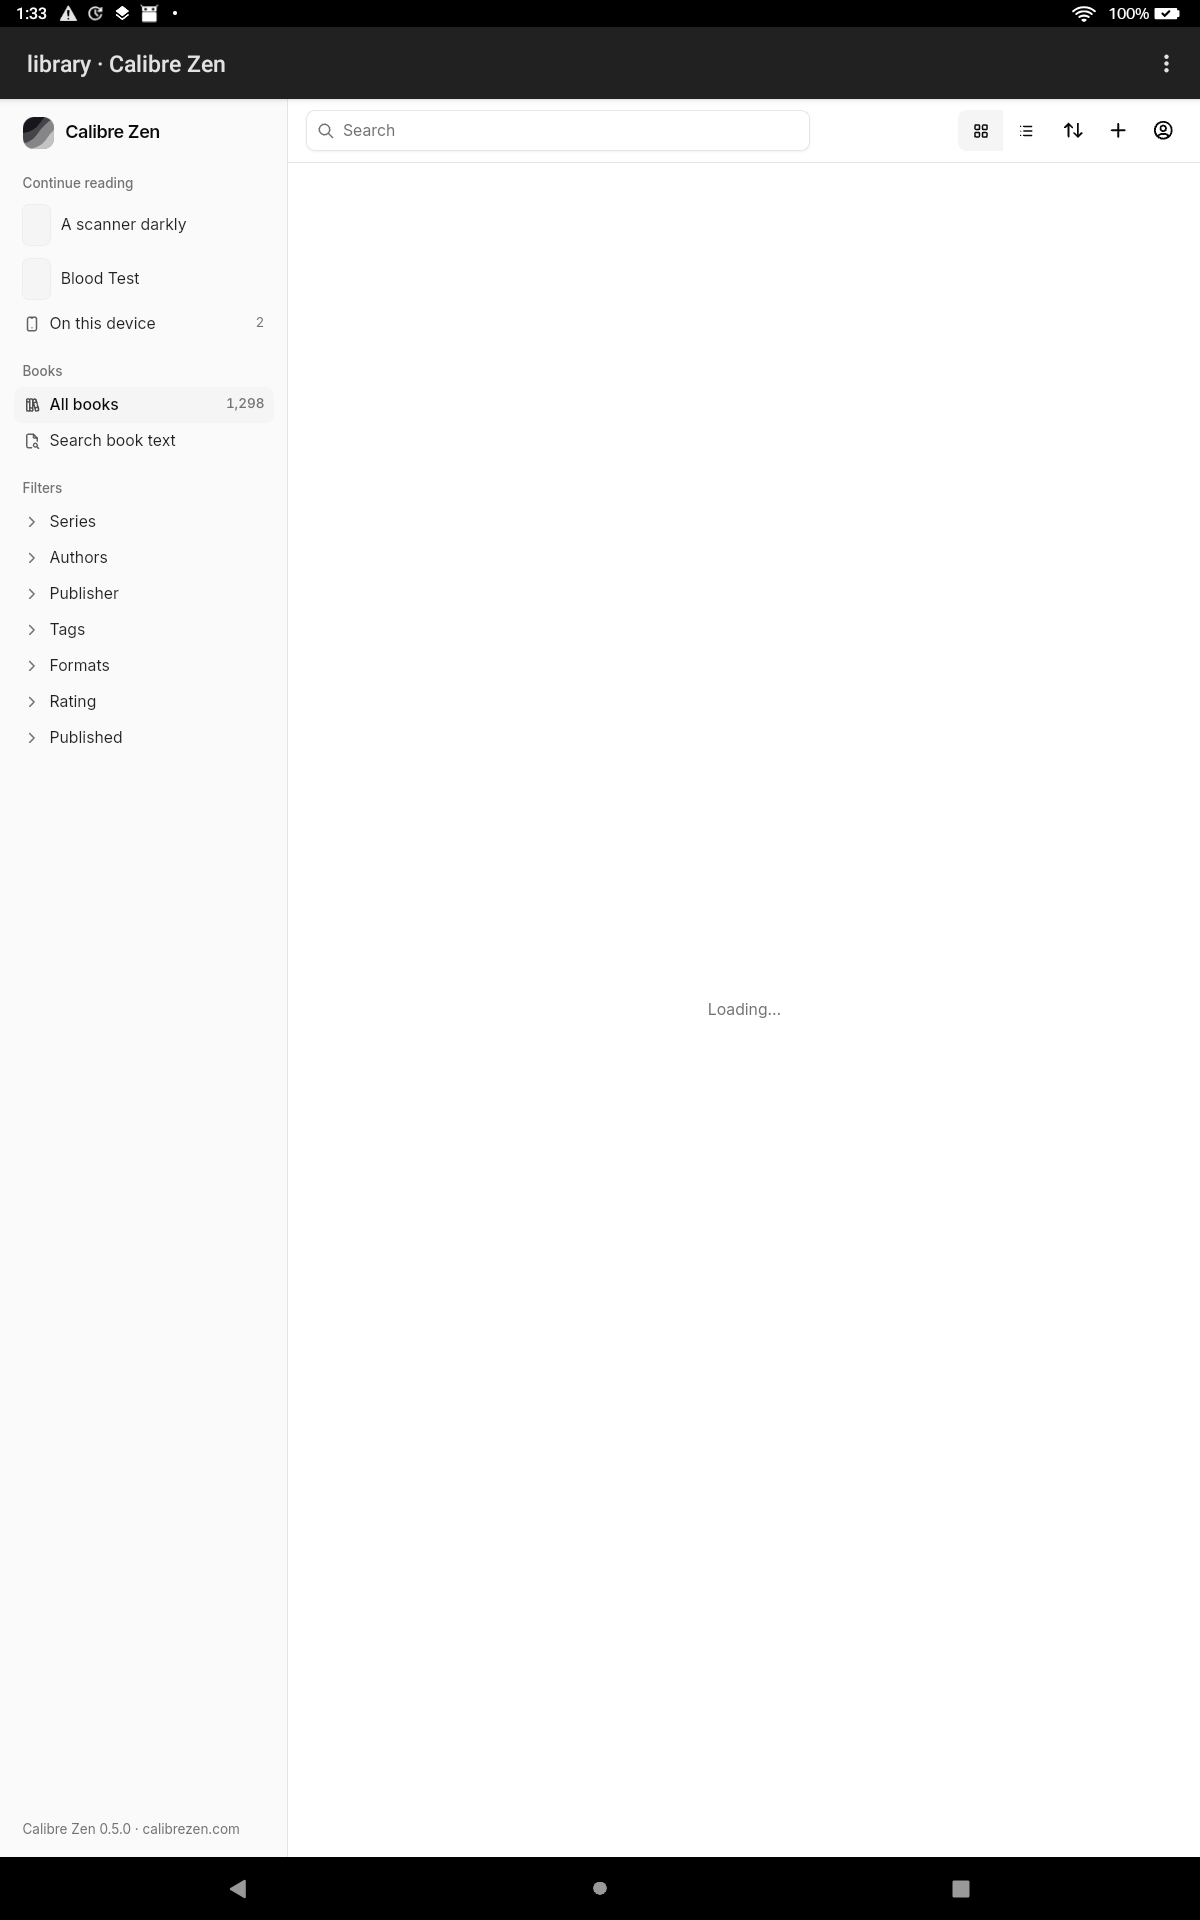 1:33
100%
library · Calibre Zen
Calibre Zen
Search
Continue reading
A scanner darkly
Blood Test
On this device 2
Books
All books 1,298
Search book text
Filters
Series
Authors
Publisher
Tags
Formats
Rating
Published
Loading...
Calibre Zen 0.5.0 · calibrezen.com